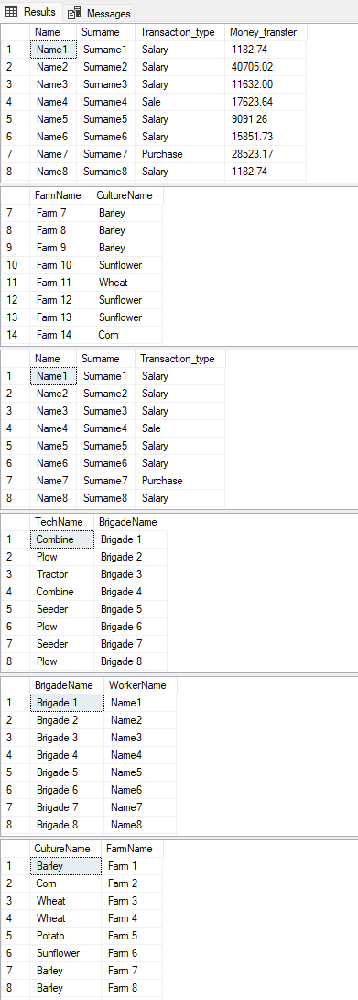 Results Messages
Name Surname Transaction_type Money_transfer
1 Name1 Surname1 Salary 1182.74
2 Name2 Surname2 Salary 40705.02
3 Name3 Surname3 Salary 11632.00
4 Name4 Surname4 Sale 17623.64
5 Name5 Surname5 Salary 9091.26
6 Name6 Surname6 Salary 15851.73
7 Name7 Surname7 Purchase 28523.17
8 Name8 Surname8 Salary 1182.74
FarmName CultureName
7 Farm 7 Barley
8 Farm 8 Barley
9 Farm 9 Barley
10 Farm 10 Sunflower
11 Farm 11 Wheat
12 Farm 12 Sunflower
13 Farm 13 Sunflower
14 Farm 14 Corn
Name Surname Transaction_type
1 Name1 Surname1 Salary
2 Name2 Surname2 Salary
3 Name3 Surname3 Salary
4 Name4 Surname4 Sale
5 Name5 Surname5 Salary
6 Name6 Surname6 Salary
7 Name7 Surname7 Purchase
8 Name8 Surname8 Salary
TechName BrigadeName
1 Combine Brigade 1
2 Plow Brigade 2
3 Tractor Brigade 3
4 Combine Brigade 4
5 Seeder Brigade 5
6 Plow Brigade 6
7 Seeder Brigade 7
8 Plow Brigade 8
BrigadeName WorkerName
1 Brigade 1 Name1
2 Brigade 2 Name2
3 Brigade 3 Name3
4 Brigade 4 Name4
5 Brigade 5 Name5
6 Brigade 6 Name6
7 Brigade 7 Name7
8 Brigade 8 Name8
CultureName FarmName
1 Barley Farm 1
2 Corn Farm 2
3 Wheat Farm 3
4 Wheat Farm 4
5 Potato Farm 5
6 Sunflower Farm 6
7 Barley Farm 7
8 Barley Farm 8